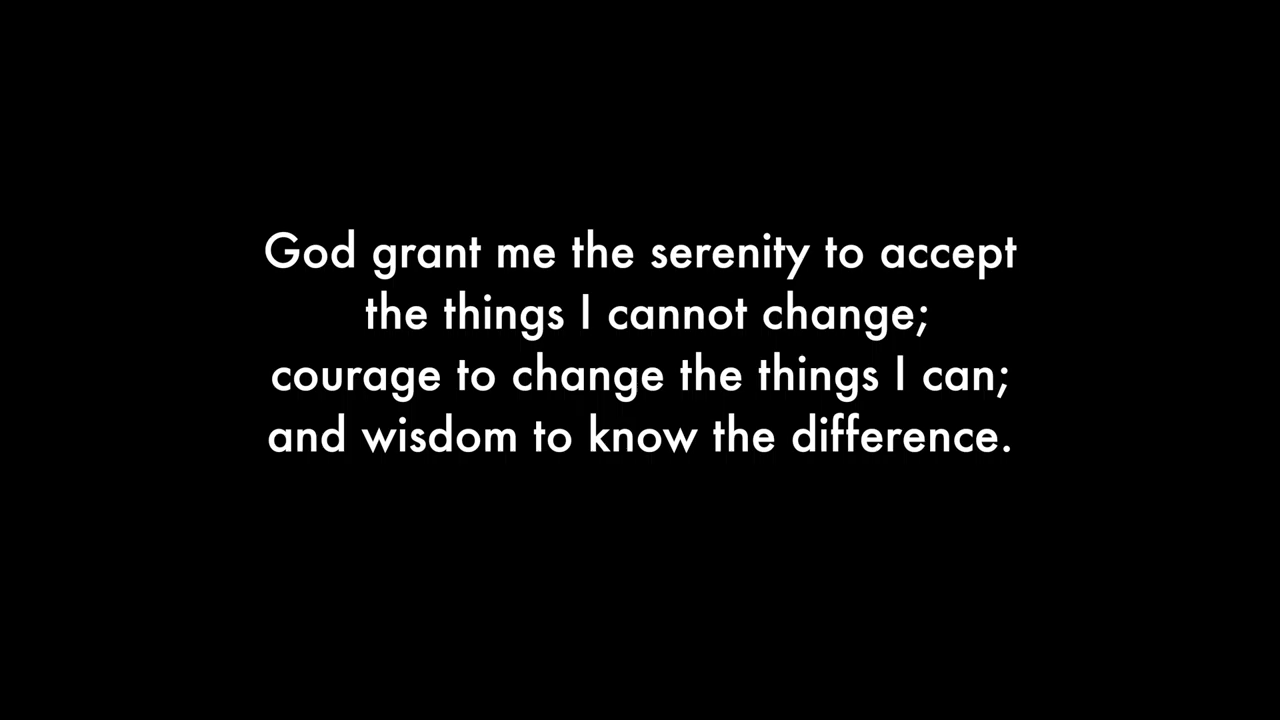 God grant me the serenity to accept
the things I cannot change;
courage to change the things I can;
and wisdom to know the difference.